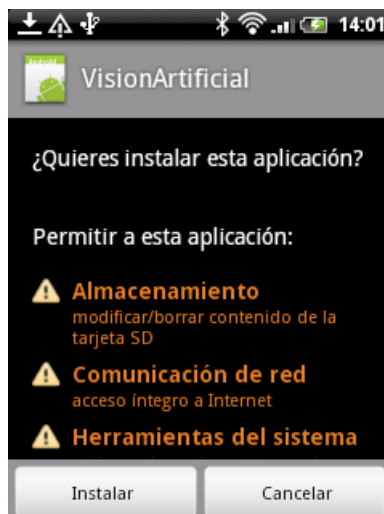 14:01
VisionArtificial
¿Quieres instalar esta aplicación?
Permitir a esta aplicación:
Almacenamiento
modificar/borrar contenido de la
tarjeta SD
Comunicación de red
acceso íntegro a Internet
Herramientas del sistema
Instalar
Cancelar